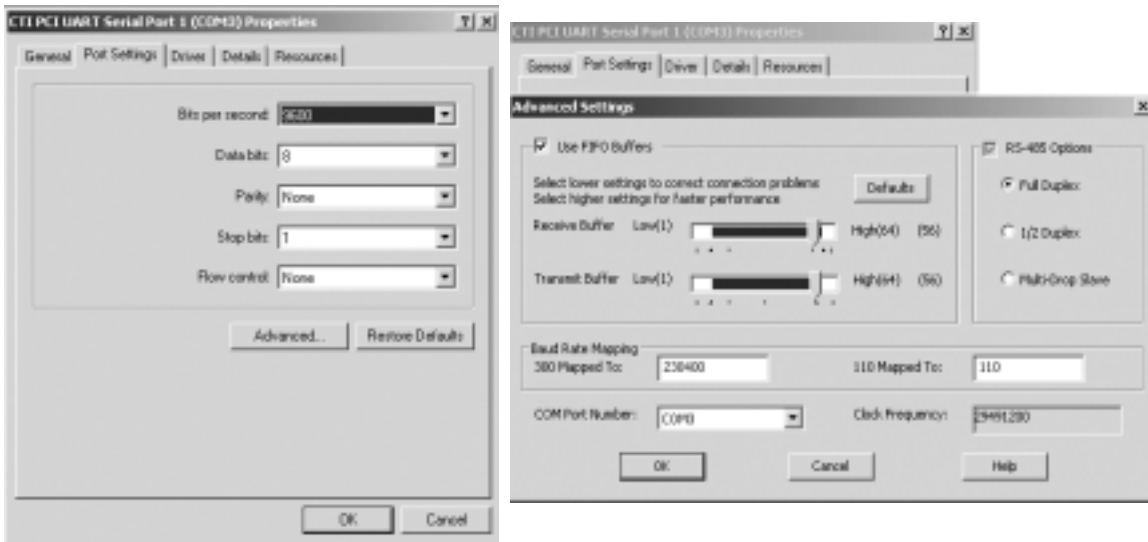 CTI PCI UART Serial Port 1 (COM3) Properties
General Port Settings Driver Details Resources
Bits per second: 9600
Data bits: 8
Parity: None
Stop bits: 1
Flow control: None
Advanced... Restore Defaults
OK Cancel
CTI PCI UART Serial Port 1 (COM3) Properties
General Port Settings Driver Details Resources
Advanced Settings
Use FIFO Buffers
Select lower settings to correct connection problems
Select higher settings for faster performance
Defaults
Receive Buffer Low(1) High(64) (56)
Transmit Buffer Low(1) High(64) (56)
RS-485 Options
Full Duplex
1/2 Duplex
Multi-Drop Slave
Baud Rate Mapping
300 Mapped To: 230400 110 Mapped To: 110
COM Port Number: COM3 Clock Frequency: 29491200
OK Cancel Help